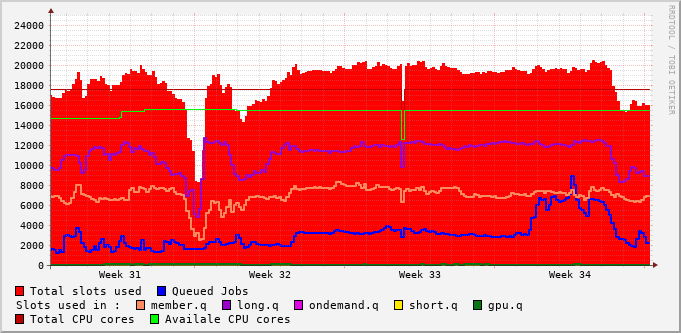 RRDTOOL / TOBI OETIKER
24000
22000
20000
18000
16000
14000
12000
10000
8000
6000
4000
2000
0
Week 31 Week 32 Week 33 Week 34
Total slots used Queued Jobs
Slots used in : member.q long.q ondemand.q short.q gpu.q
Total CPU cores Availale CPU cores